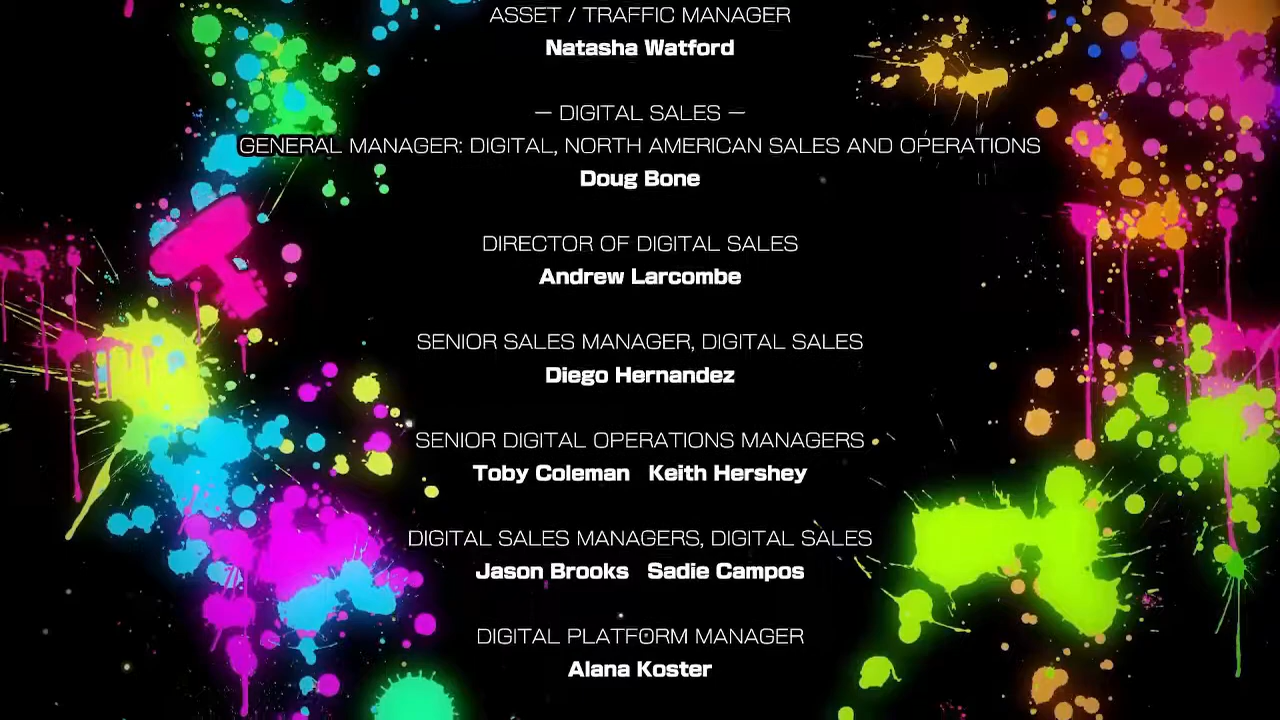 ASSET / TRAFFIC MANAGER
Natasha Watford
— DIGITAL SALES —
GENERAL MANAGER: DIGITAL, NORTH AMERICAN SALES AND OPERATIONS
Doug Bone
DIRECTOR OF DIGITAL SALES
Andrew Larcombe
SENIOR SALES MANAGER, DIGITAL SALES
Diego Hernandez
SENIOR DIGITAL OPERATIONS MANAGERS
Toby Coleman Keith Hershey
DIGITAL SALES MANAGERS, DIGITAL SALES
Jason Brooks Sadie Campos
DIGITAL PLATFORM MANAGER
Alana Koster